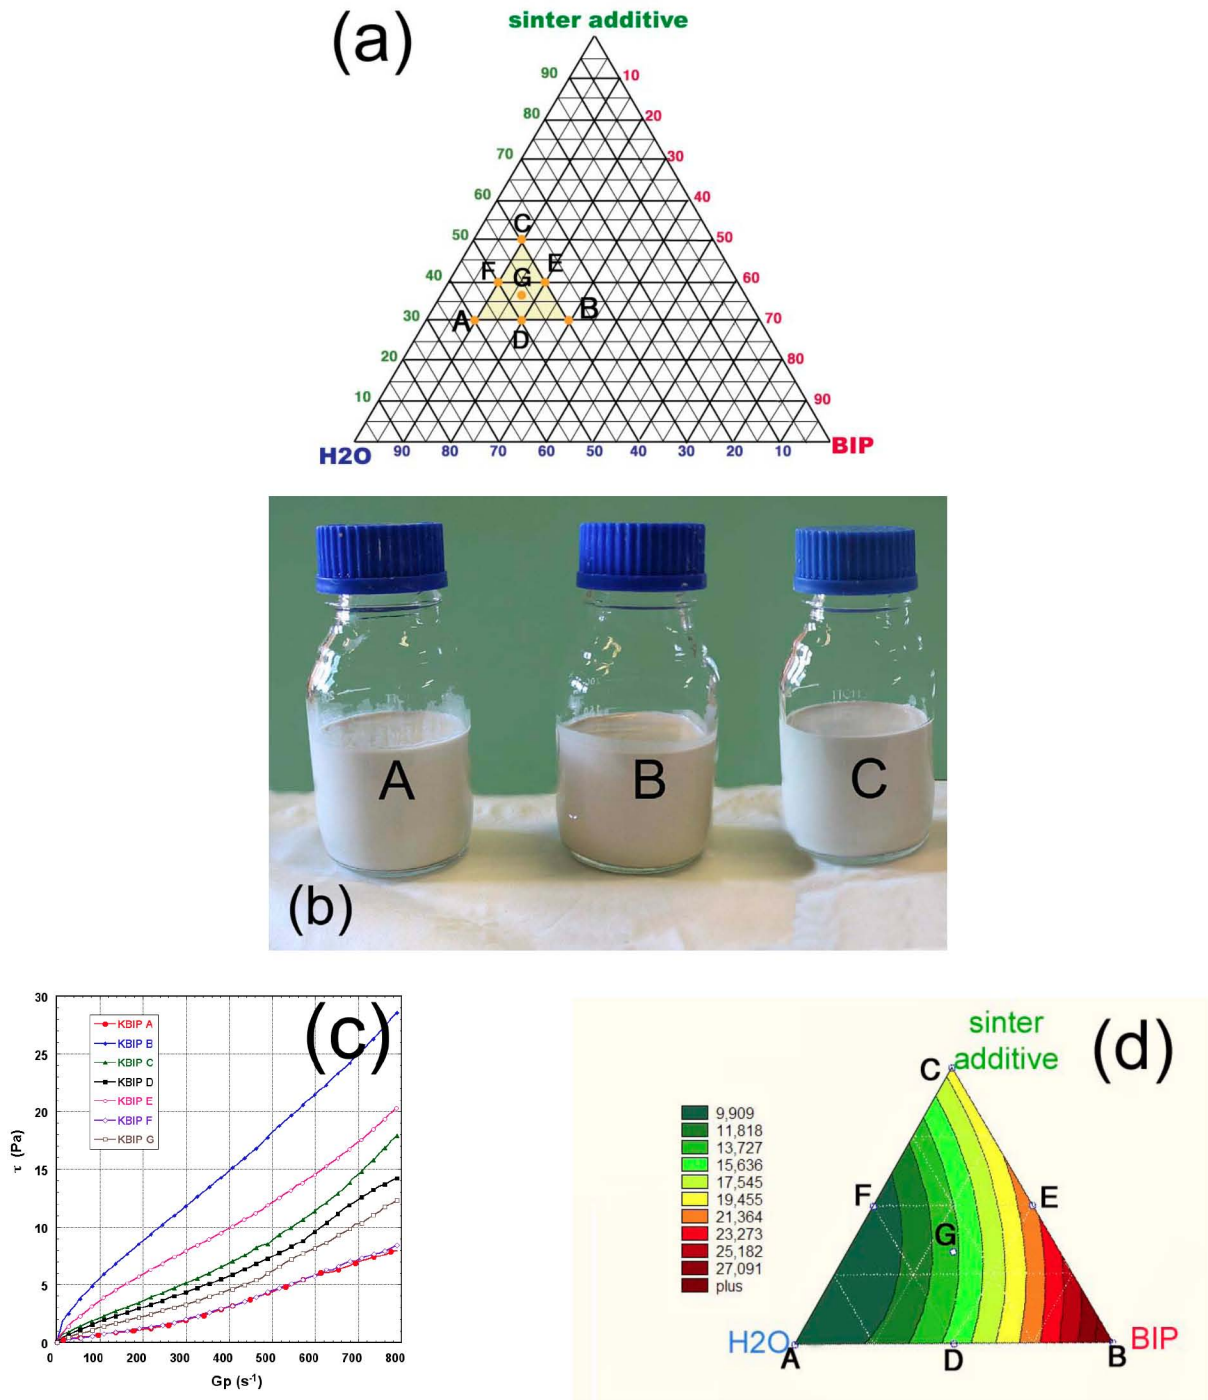 (a)
sinter additive
90
10
80
20
70
30
60
40
C
50
50
F
E
G
40
60
A
B
30
70
D
20
80
10
90
H2O
90
80
70
60
50
40
30
20
10
BIP
A
B
C
(b)
(c)
30
25
20
15
10
5
0
τ (Pa)
KBIP A
KBIP B
KBIP C
KBIP D
KBIP E
KBIP F
KBIP G
0 100 200 300 400 500 600 700 800
Gp (s⁻¹)
(d)
sinter
additive
C
9,909
11,818
13,727
15,636
17,545
19,455
21,364
23,273
25,182
27,091
plus
F
E
G
H2O
BIP
A
D
B